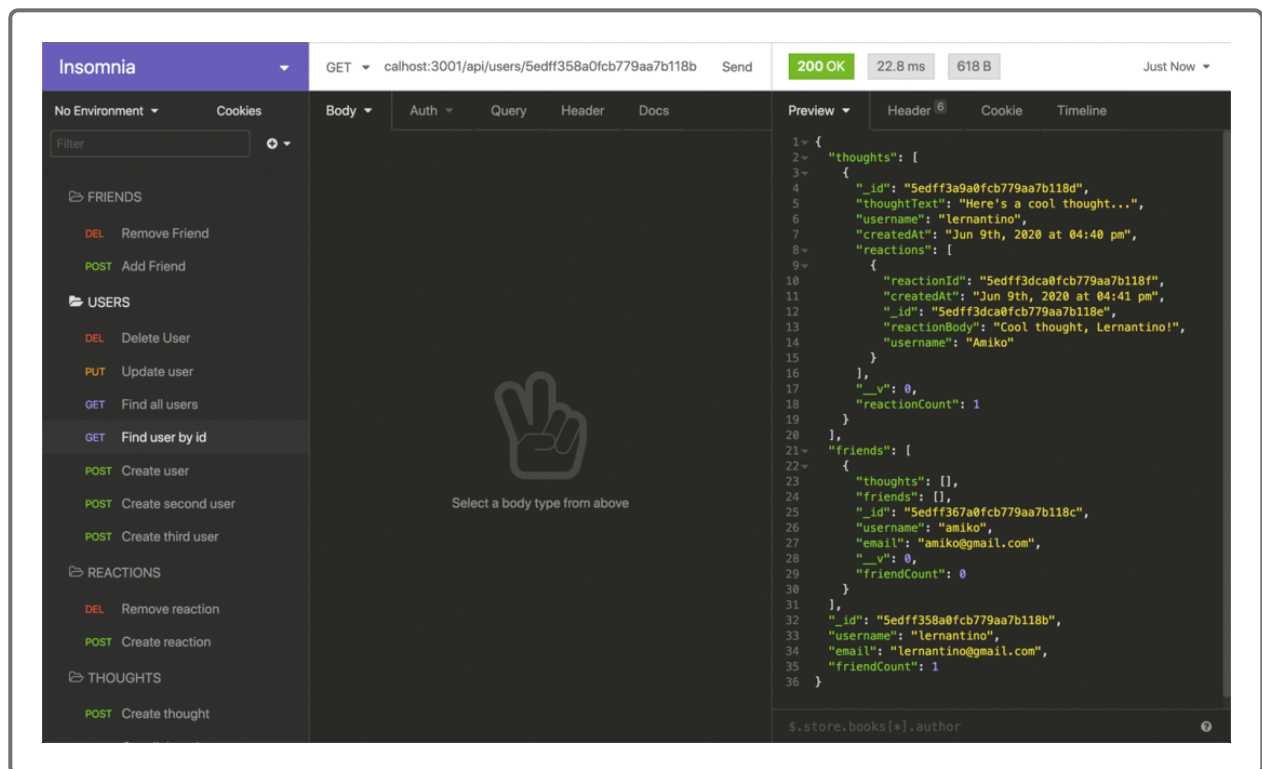 Insomnia
GET calhost:3001/api/users/5edff358a0fcb779aa7b118b Send
200 OK 22.8 ms 618 B Just Now
No Environment Cookies
Filter
FRIENDS
DEL Remove Friend
POST Add Friend
USERS
DEL Delete User
PUT Update user
GET Find all users
GET Find user by id
POST Create user
POST Create second user
POST Create third user
REACTIONS
DEL Remove reaction
POST Create reaction
THOUGHTS
POST Create thought
Body Auth Query Header Docs
Select a body type from above
Preview Header 6 Cookie Timeline
1 {
2 "thoughts": [
3 {
4 "_id": "5edff3a9a0fcb779aa7b118d",
5 "thoughtText": "Here's a cool thought...",
6 "username": "lernantino",
7 "createdAt": "Jun 9th, 2020 at 04:40 pm",
8 "reactions": [
9 {
10 "reactionId": "5edff3dca0fcb779aa7b118f",
11 "createdAt": "Jun 9th, 2020 at 04:41 pm",
12 "_id": "5edff3dca0fcb779aa7b118e",
13 "reactionBody": "Cool thought, Lernantino!",
14 "username": "Amiko"
15 }
16 ],
17 "__v": 0,
18 "reactionCount": 1
19 }
20 ],
21 "friends": [
22 {
23 "thoughts": [],
24 "friends": [],
25 "_id": "5edff367a0fcb779aa7b118c",
26 "username": "amiko",
27 "email": "amiko@gmail.com",
28 "__v": 0,
29 "friendCount": 0
30 }
31 ],
32 "_id": "5edff358a0fcb779aa7b118b",
33 "username": "lernantino",
34 "email": "lernantino@gmail.com",
35 "friendCount": 1
36 }
$.store.books[*].author